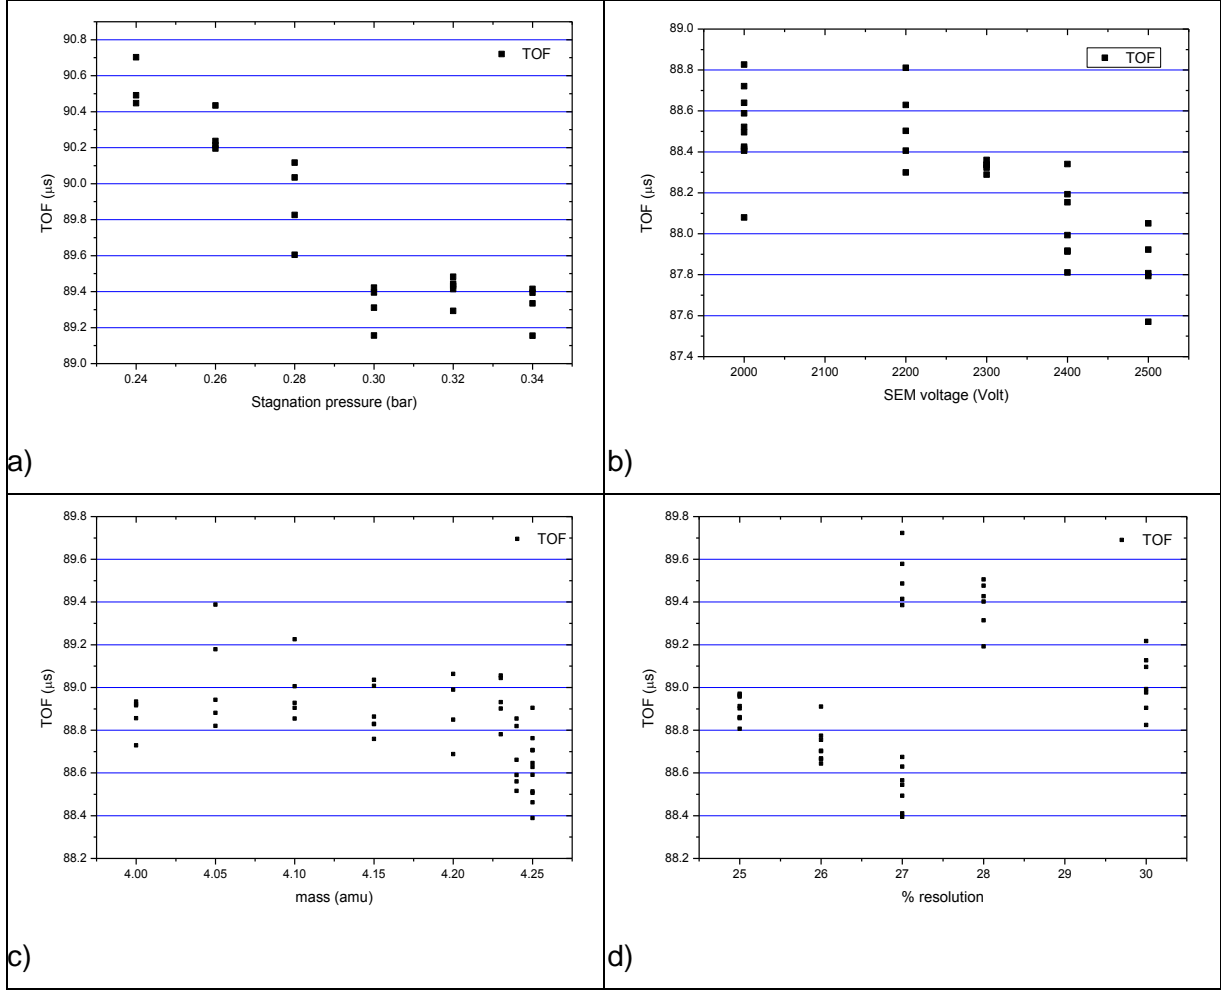 90.8
90.6
90.4
90.2
90.0
89.8
89.6
89.4
89.2
89.0
TOF (μs)
TOF
0.24 0.26 0.28 0.30 0.32 0.34
Stagnation pressure (bar)
a)
89.0
88.8
88.6
88.4
88.2
88.0
87.8
87.6
87.4
TOF (μs)
TOF
2000 2100 2200 2300 2400 2500
SEM voltage (Volt)
b)
89.8
89.6
89.4
89.2
89.0
88.8
88.6
88.4
88.2
TOF (μs)
TOF
4.00 4.05 4.10 4.15 4.20 4.25
mass (amu)
c)
89.8
89.6
89.4
89.2
89.0
88.8
88.6
88.4
88.2
TOF (μs)
TOF
25 26 27 28 29 30
% resolution
d)